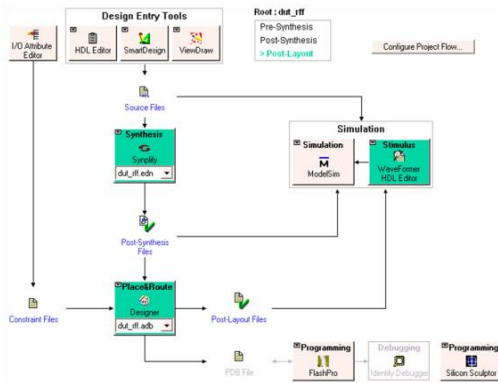 Design Entry Tools
I/O Attribute Editor
HDL Editor
SmartDesign
ViewDraw
Root : dut_rff
Pre-Synthesis
Post-Synthesis
> Post-Layout
Configure Project Flow...
Source Files
Synthesis
Synplify
dut_rff.edn
Simulation
Simulation
ModelSim
Stimulus
WaveFormer
HDL Editor
Post-Synthesis
Files
Place&Route
Designer
dut_rff.adb
Constraint Files
Post-Layout Files
PDB File
Programming
FlashPro
Debugging
Identify Debugger
Programming
Silicon Sculptor